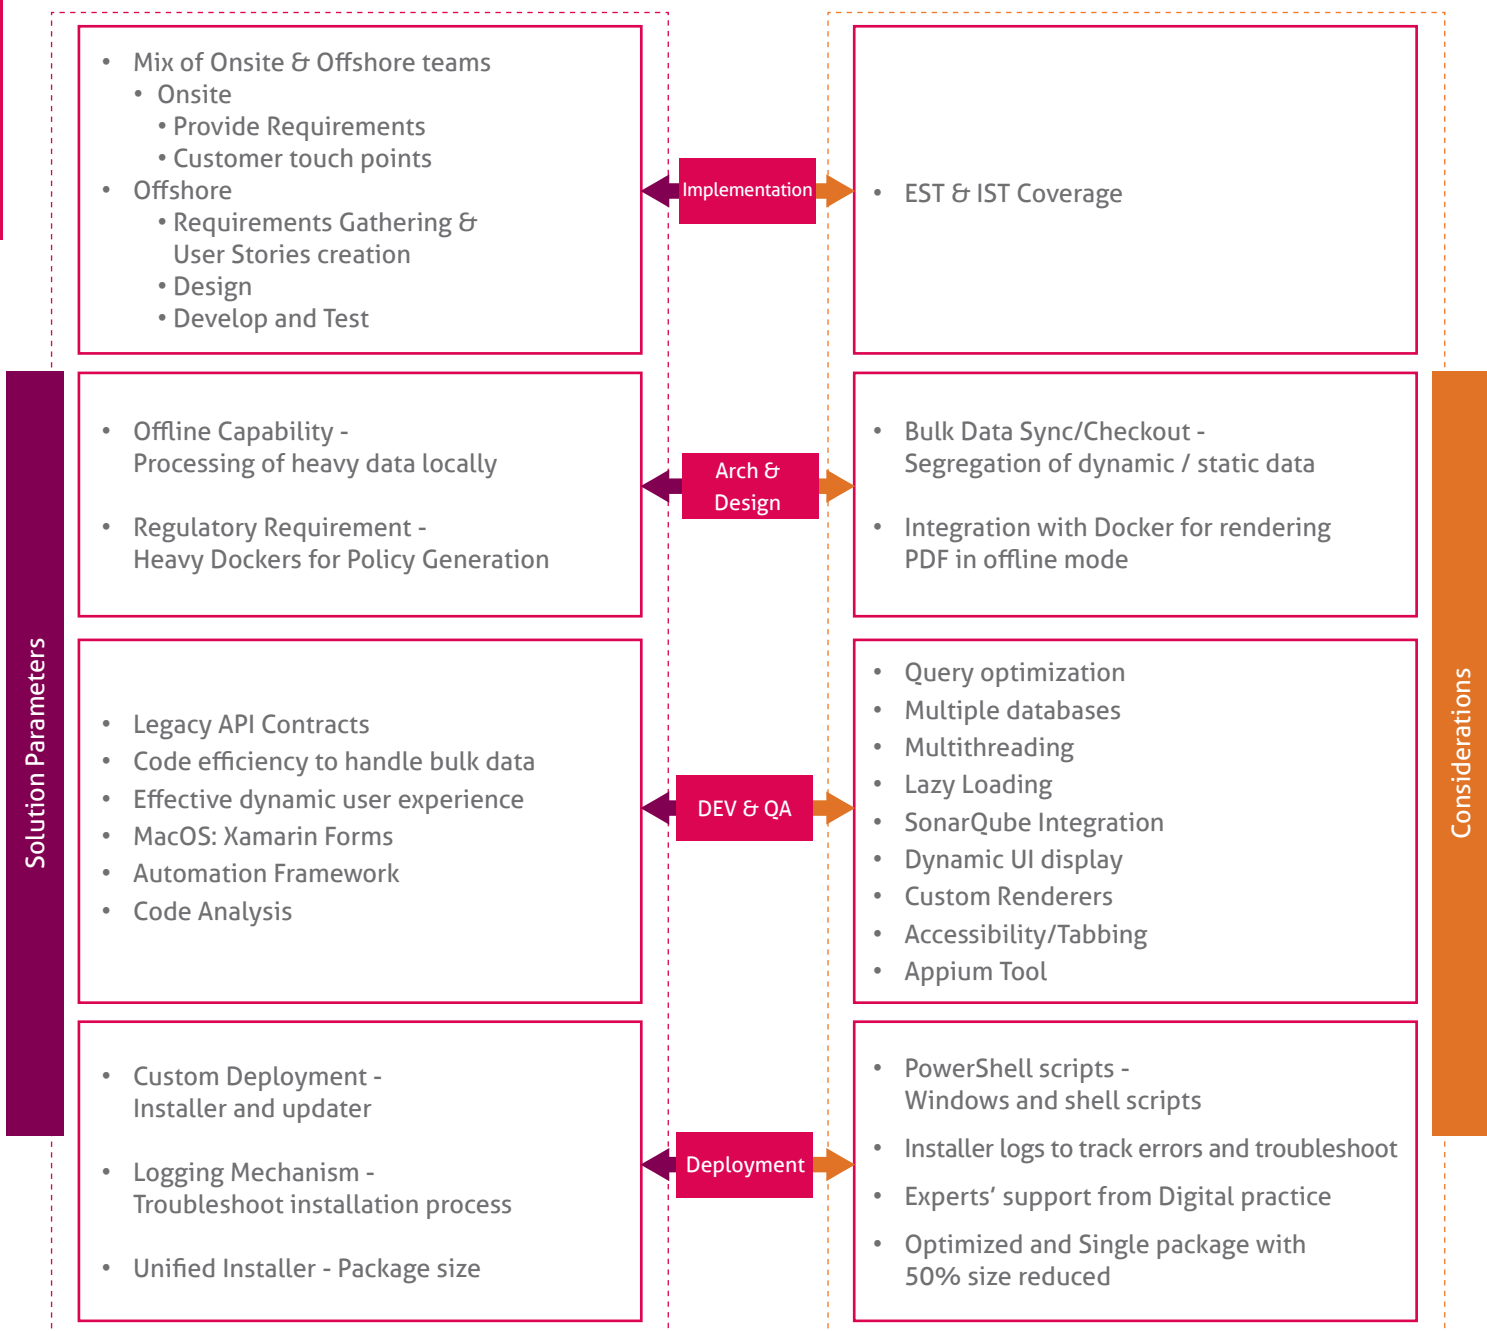 • Mix of Onsite & Offshore teams
• Onsite
• Provide Requirements
• Customer touch points
• Offshore
• Requirements Gathering &
User Stories creation
• Design
• Develop and Test
Implementation
• EST & IST Coverage
Solution Parameters
• Offline Capability -
Processing of heavy data locally
• Regulatory Requirement -
Heavy Dockers for Policy Generation
Arch &
Design
• Bulk Data Sync/Checkout -
Segregation of dynamic / static data
• Integration with Docker for rendering
PDF in offline mode
Considerations
• Legacy API Contracts
• Code efficiency to handle bulk data
• Effective dynamic user experience
• MacOS: Xamarin Forms
• Automation Framework
• Code Analysis
DEV & QA
• Query optimization
• Multiple databases
• Multithreading
• Lazy Loading
• SonarQube Integration
• Dynamic UI display
• Custom Renderers
• Accessibility/Tabbing
• Appium Tool
• Custom Deployment -
Installer and updater
• Logging Mechanism -
Troubleshoot installation process
• Unified Installer - Package size
Deployment
• PowerShell scripts -
Windows and shell scripts
• Installer logs to track errors and troubleshoot
• Experts’ support from Digital practice
• Optimized and Single package with
50% size reduced